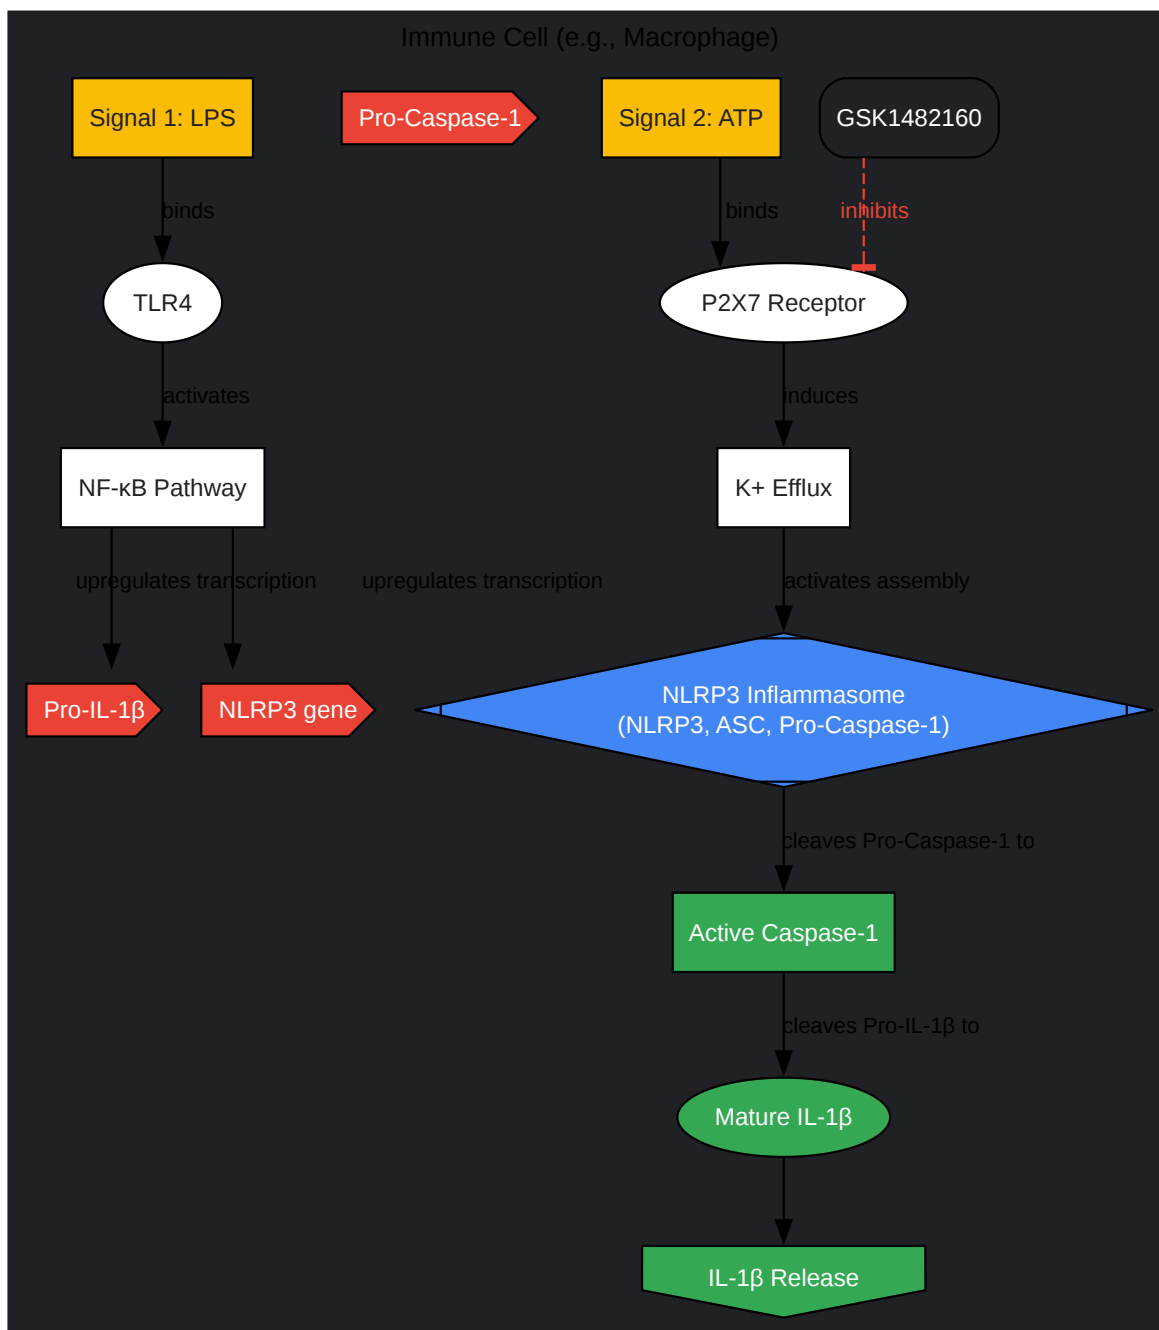 Immune Cell (e.g., Macrophage)
Signal 1: LPS
Pro-Caspase-1
Signal 2: ATP
GSK1482160
binds
binds
inhibits
TLR4
P2X7 Receptor
activates
induces
NF-κB Pathway
K+ Efflux
upregulates transcription
upregulates transcription
activates assembly
Pro-IL-1β
NLRP3 gene
NLRP3 Inflammasome
(NLRP3, ASC, Pro-Caspase-1)
cleaves Pro-Caspase-1 to
Active Caspase-1
cleaves Pro-IL-1β to
Mature IL-1β
IL-1β Release